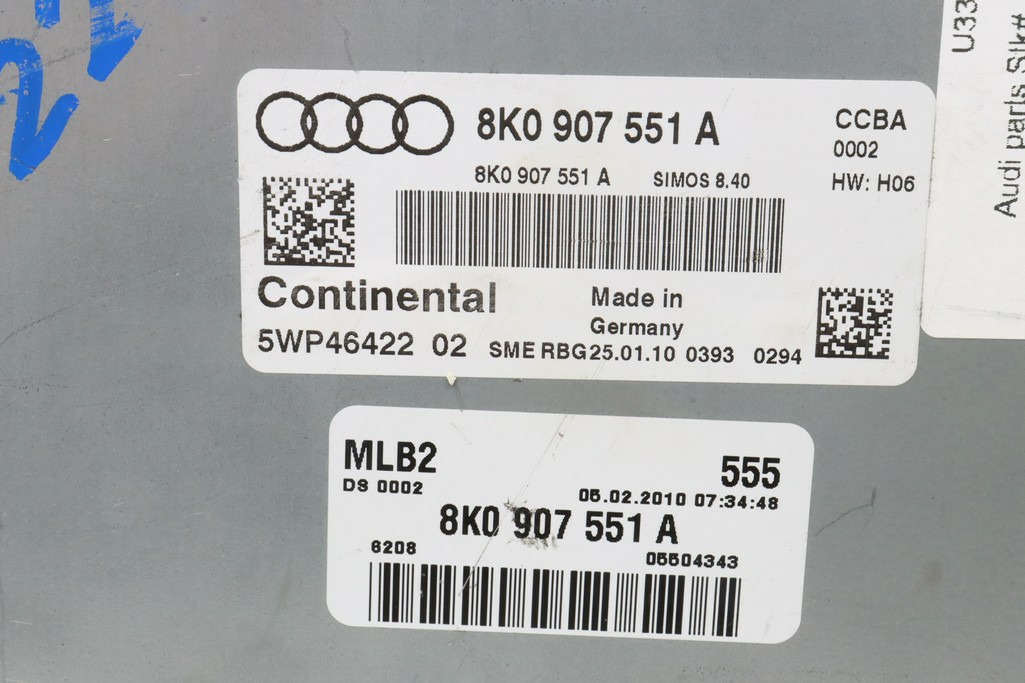 8K0 907 551 A
CCBA
0002
8K0 907 551 A SIMOS 8.40
HW: H06
Continental
Made in
Germany
5WP46422 02 SME RBG25.01.10 0393 0294
MLB2
555
DS 0002
05.02.2010 07:34:48
8K0 907 551 A
6208
05504343
U33
Audi parts Stk#